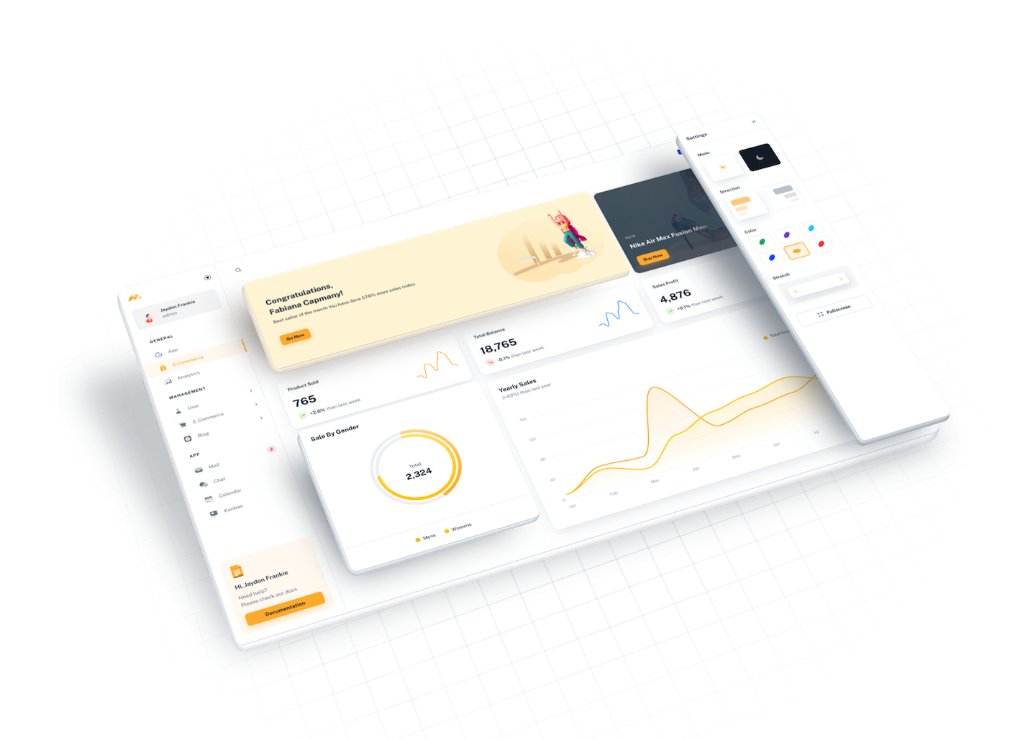 Jaydon Frankie
admin
GENERAL
App
E-Commerce
Analytics
MANAGEMENT
User
E-Commerce
Blog
APP
Mail
Chat
Calendar
Kanban
Hi, Jaydon Frankie
Need help?
Please check our docs
Documentation
Congratulations,
Fabiana Capmany!
Best seller of the month You have done 57.6% more sales today.
Go Now
NEW
Nike Air Max Fusion Men
Buy Now
Product Sold
765
+2.6% than last week
Total Balance
18,765
-0.1% than last week
Sales Profit
4,876
+0.1% than last week
Sale By Gender
Total
2,324
Mens
Womens
Yearly Sales
(+43%) than last year
0
Jan
Feb
Mar
Apr
May
Jun
Jul
Settings
Mode
Direction
Color
Stretch
Fullscreen